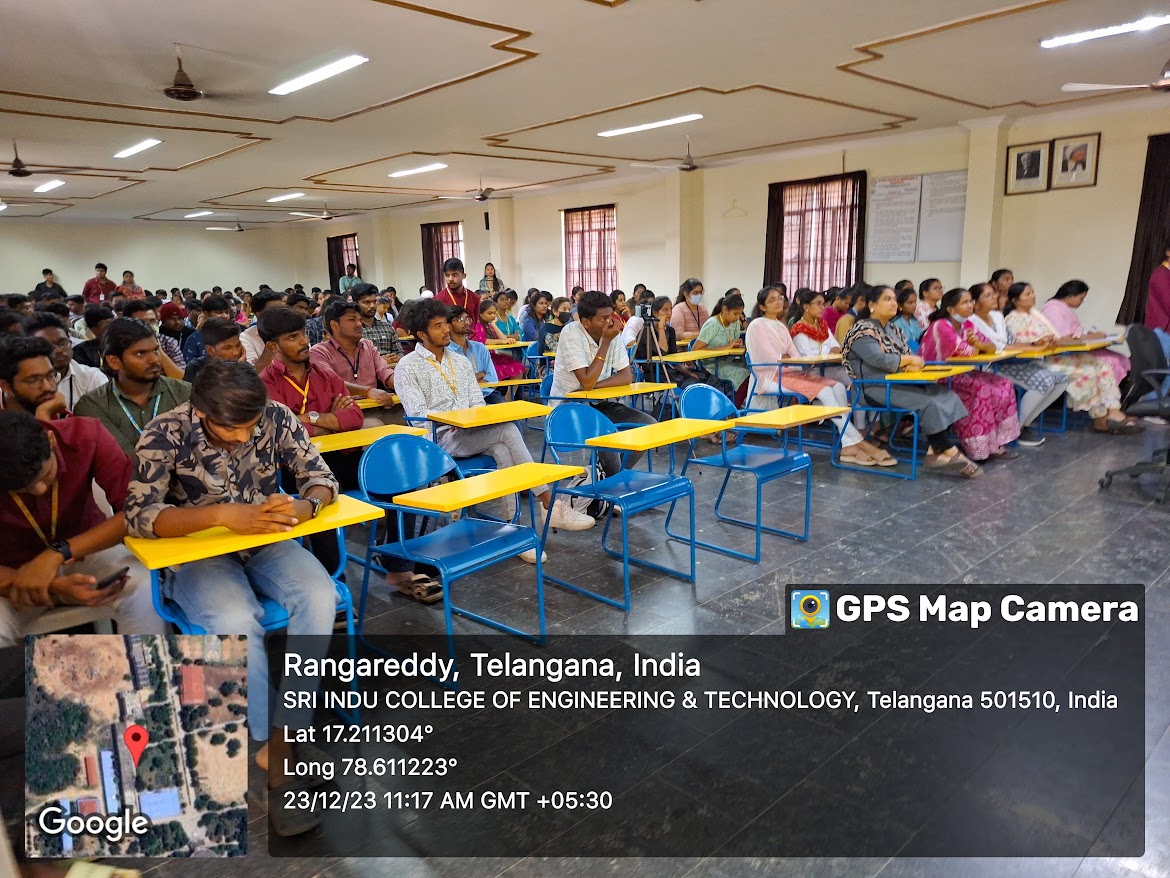 GPS Map Camera
Rangareddy, Telangana, India
SRI INDU COLLEGE OF ENGINEERING & TECHNOLOGY, Telangana 501510, India
Lat 17.211304°
Long 78.611223°
23/12/23 11:17 AM GMT +05:30
Google